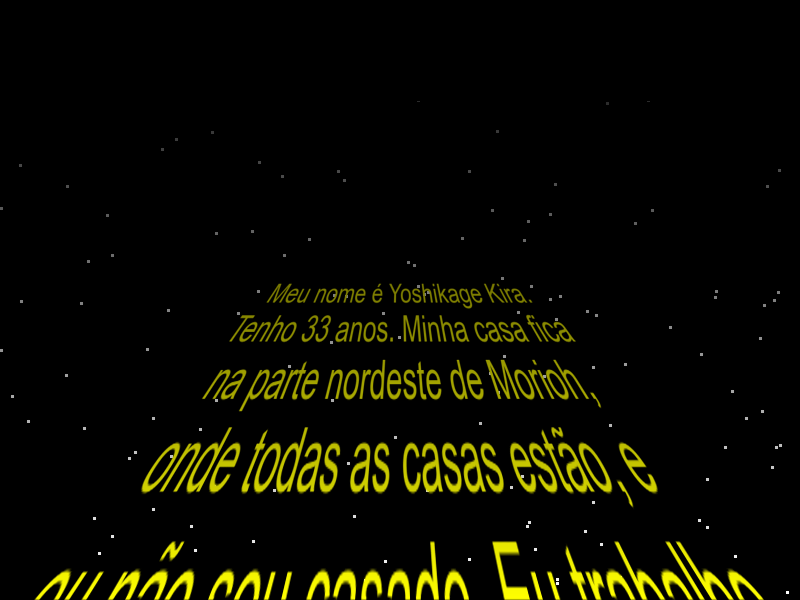 Meu nome é Yoshikage Kira.
Tenho 33 anos. Minha casa fica
na parte nordeste de Morioh,
onde todas as casas estão, e
eu não sou casado. Eu trabalho